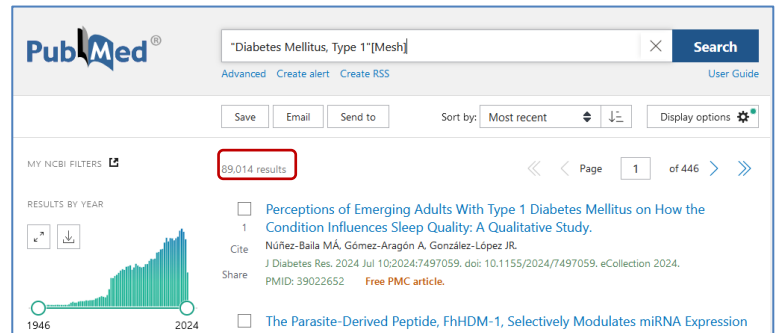 PubMed®
"Diabetes Mellitus, Type 1"[Mesh]
Search
Advanced Create alert Create RSS
User Guide
Save Email Send to
Sort by: Most recent
Display options
MY NCBI FILTERS
89,014 results
Page 1 of 446
RESULTS BY YEAR
1946 2024
1
Cite
Share
Perceptions of Emerging Adults With Type 1 Diabetes Mellitus on How the
Condition Influences Sleep Quality: A Qualitative Study.
Núñez-Baila MÁ, Gómez-Aragón A, González-López JR.
J Diabetes Res. 2024 Jul 10;2024:7497059. doi: 10.1155/2024/7497059. eCollection 2024.
PMID: 39022652 Free PMC article.
The Parasite-Derived Peptide, FhHDM-1, Selectively Modulates miRNA Expression